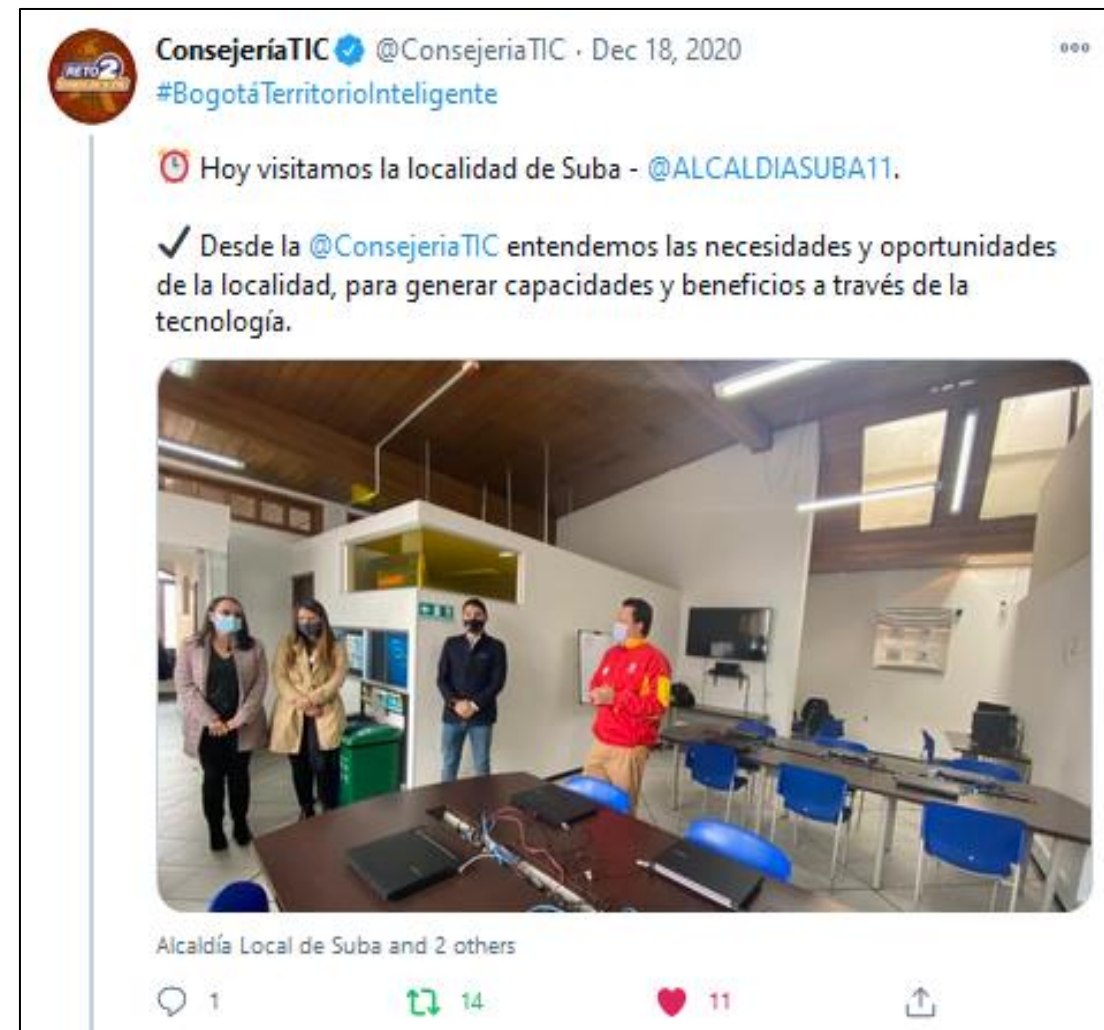 RETO 2
ConsejeríaTIC @ConsejeriaTIC · Dec 18, 2020
#BogotáTerritorioInteligente
Hoy visitamos la localidad de Suba - @ALCALDIASUBA11.
Desde la @ConsejeriaTIC entendemos las necesidades y oportunidades
de la localidad, para generar capacidades y beneficios a través de la
tecnología.
Alcaldía Local de Suba and 2 others
1 14 11